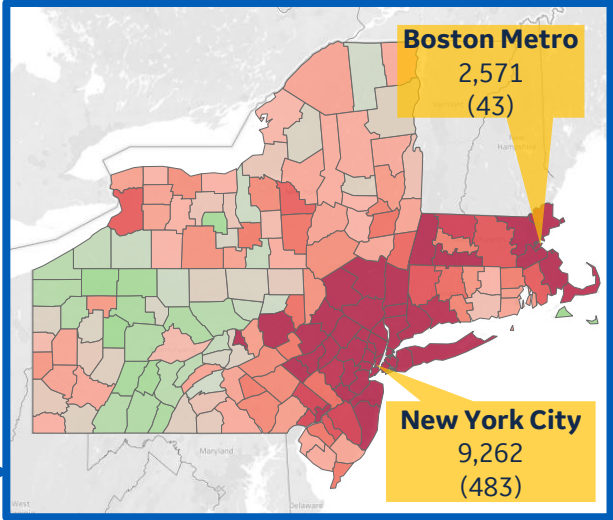 Boston Metro
2,571
(43)
New
Hampshire
New York City
9,262
(483)
Maryland
West
Delaware